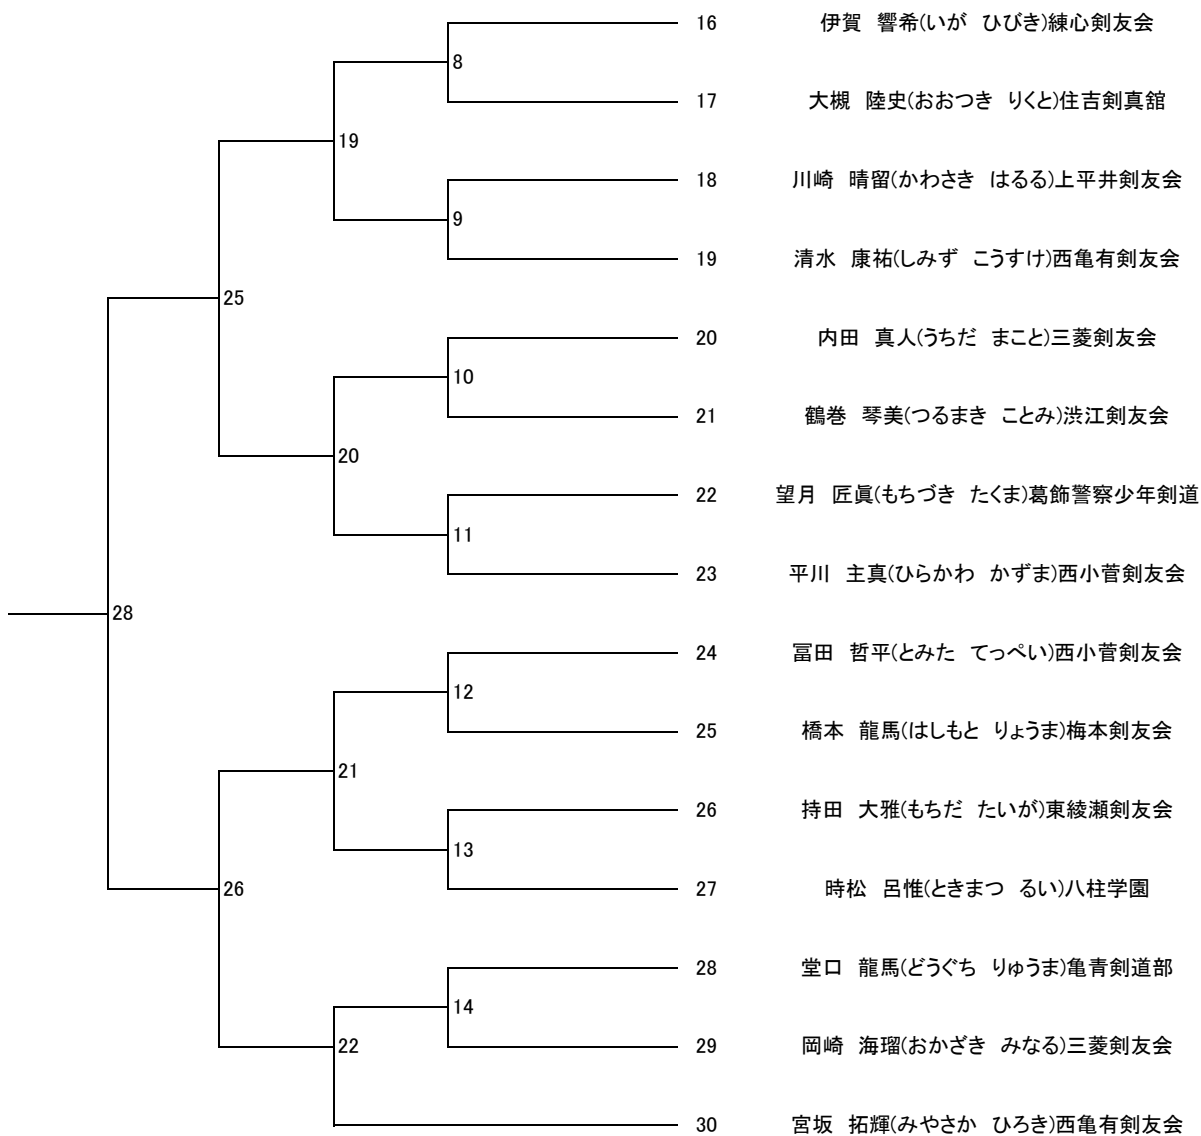 16 伊賀　響希(いが　ひびき)練心剣友会
8
17 大槻　陸史(おおつき　りくと)住吉剣真舘
19
18 川崎　晴留(かわさき　はるる)上平井剣友会
9
19 清水　康祐(しみず　こうすけ)西亀有剣友会
25
20 内田　真人(うちだ　まこと)三菱剣友会
10
21 鶴巻　琴美(つるまき　ことみ)渋江剣友会
20
22 望月　匠眞(もちづき　たくま)葛飾警察少年剣道
11
23 平川　主真(ひらかわ　かずま)西小菅剣友会
28
24 冨田　哲平(とみた　てっぺい)西小菅剣友会
12
25 橋本　龍馬(はしもと　りょうま)梅本剣友会
21
26 持田　大雅(もちだ　たいが)東綾瀬剣友会
13
27 時松　呂惟(ときまつ　るい)八柱学園
26
28 堂口　龍馬(どうぐち　りゅうま)亀青剣道部
14
29 岡崎　海瑠(おかざき　みなる)三菱剣友会
22
30 宮坂　拓輝(みやさか　ひろき)西亀有剣友会